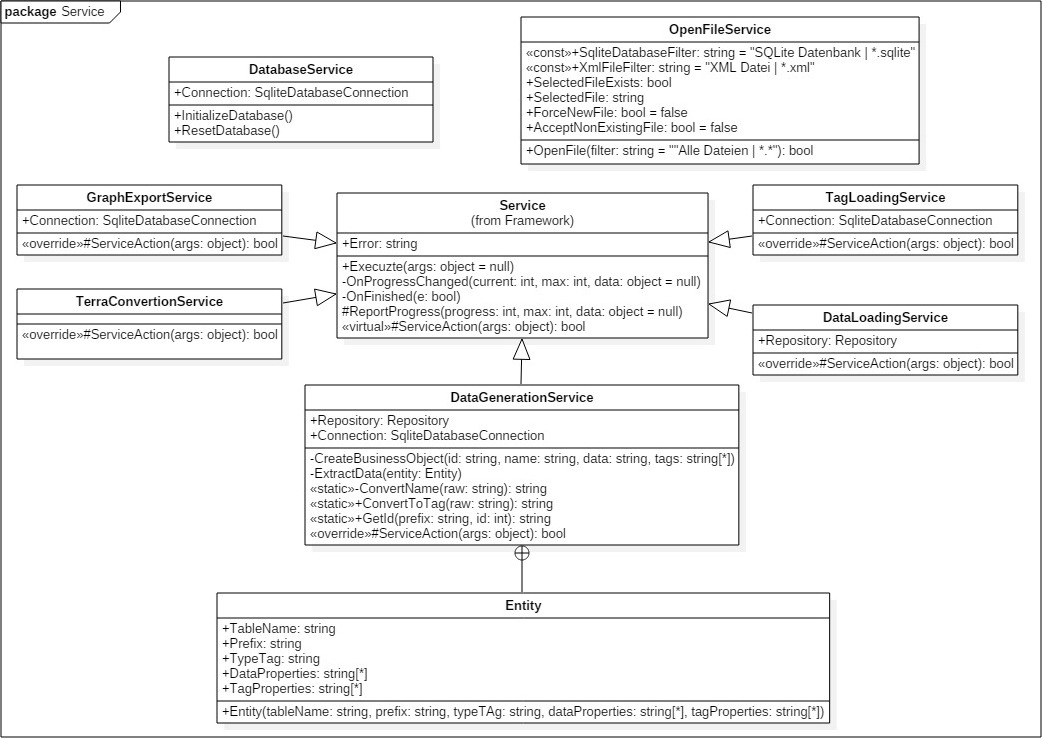 package Service
OpenFileService
«const»+SqliteDatabaseFilter: string = "SQLite Datenbank | *.sqlite"
«const»+XmlFileFilter: string = "XML Datei | *.xml"
+SelectedFileExists: bool
+SelectedFile: string
+ForceNewFile: bool = false
+AcceptNonExistingFile: bool = false
+OpenFile(filter: string = ""Alle Dateien | *.*"): bool
DatabaseService
+Connection: SqliteDatabaseConnection
+InitializeDatabase()
+ResetDatabase()
GraphExportService
+Connection: SqliteDatabaseConnection
«override»#ServiceAction(args: object): bool
Service
(from Framework)
+Error: string
+Execuzte(args: object = null)
-OnProgressChanged(current: int, max: int, data: object = null)
-OnFinished(e: bool)
#ReportProgress(progress: int, max: int, data: object = null)
«virtual»#ServiceAction(args: object): bool
TagLoadingService
+Connection: SqliteDatabaseConnection
«override»#ServiceAction(args: object): bool
TerraConvertionService
«override»#ServiceAction(args: object): bool
DataLoadingService
+Repository: Repository
«override»#ServiceAction(args: object): bool
DataGenerationService
+Repository: Repository
+Connection: SqliteDatabaseConnection
-CreateBusinessObject(id: string, name: string, data: string, tags: string[*])
-ExtractData(entity: Entity)
«static»-ConvertName(raw: string): string
«static»+ConvertToTag(raw: string): string
«static»+GetId(prefix: string, id: int): string
«override»#ServiceAction(args: object): bool
Entity
+TableName: string
+Prefix: string
+TypeTag: string
+DataProperties: string[*]
+TagProperties: string[*]
+Entity(tableName: string, prefix: string, typeTAg: string, dataProperties: string[*], tagProperties: string[*])